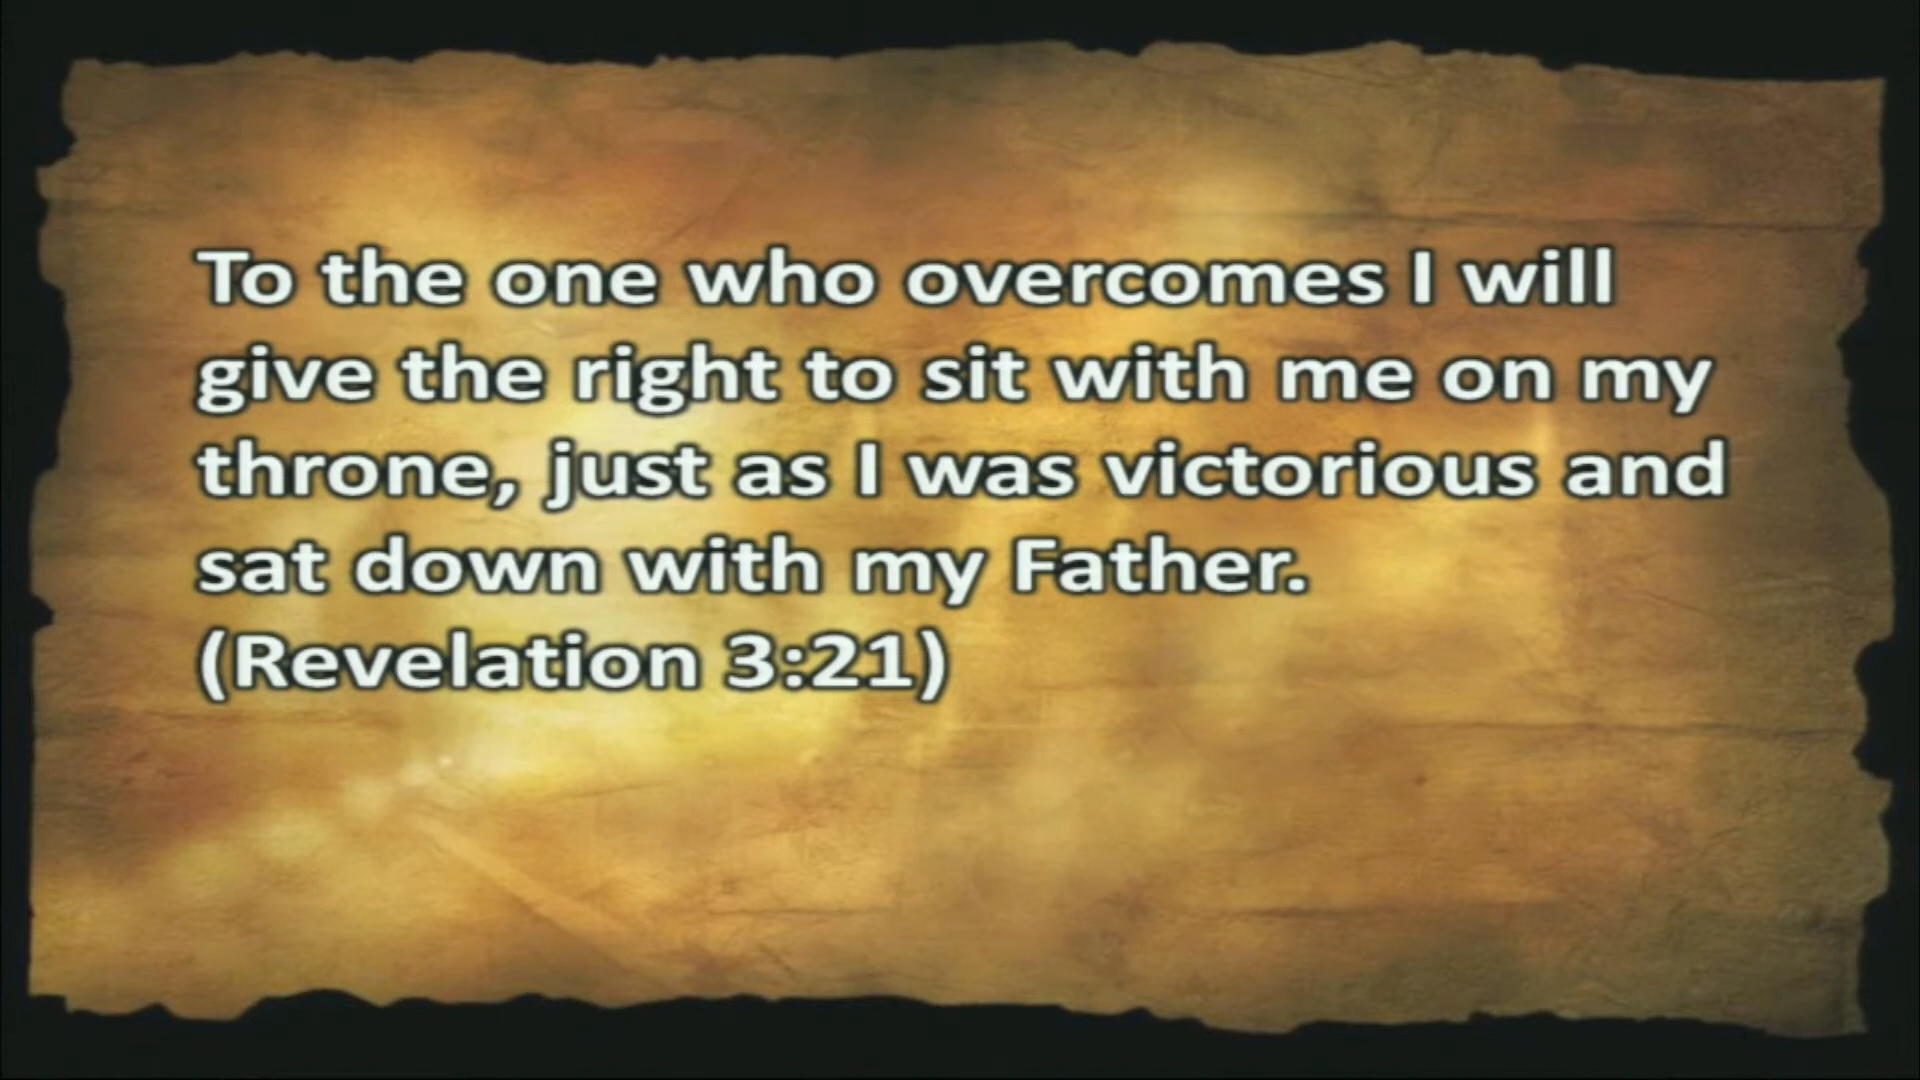 To the one who overcomes I will
give the right to sit with me on my
throne, just as I was victorious and
sat down with my Father.
(Revelation 3:21)